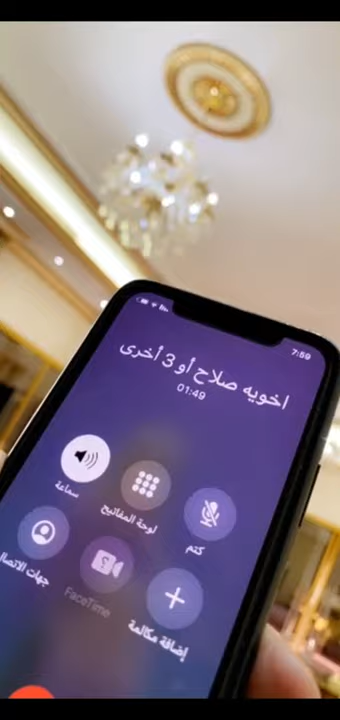 7:59
اخويه صلاح أو 3 أخرى
01:49
كتم
لوحة المفاتيح
سماعة
إضافة مكالمة
FaceTime
جهات الاتصال